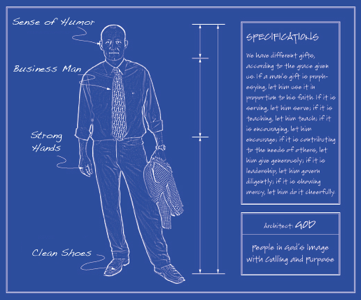 Sense of Humor
Business Man
Strong
Hands
Clean Shoes
SPECIFICATIONS
We have different gifts,
according to the grace given
us. If a man's gift is proph-
esying, let him use it in
proportion to his faith. If it is
serving, let him serve; if it is
teaching, let him teach; if it
is encouraging, let him
encourage; if it is contributing
to the needs of others, let
him give generously; if it is
leadership, let him govern
diligently; if it is showing
mercy, let him do it cheerfully.
Architect: GOD
People in God's Image
with Calling and Purpose